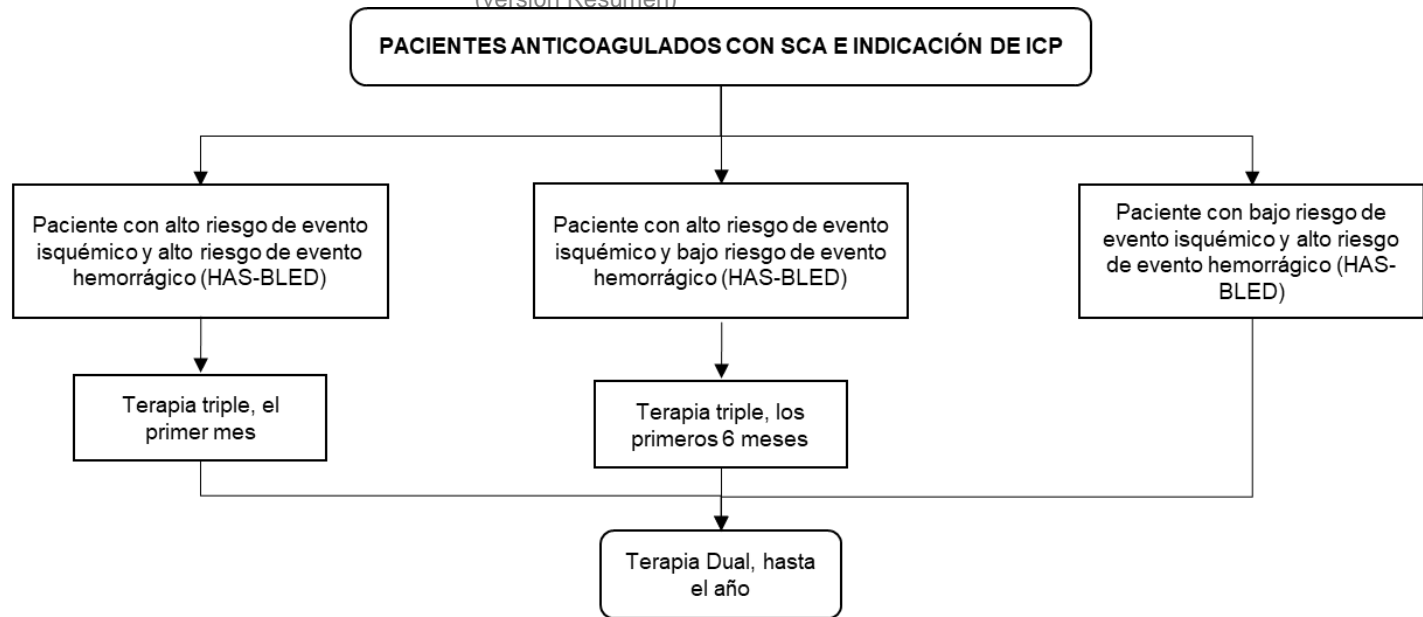 (versión Resumen)
PACIENTES ANTICOAGULADOS CON SCA E INDICACIÓN DE ICP
Paciente con alto riesgo de evento
isquémico y alto riesgo de evento
hemorrágico (HAS-BLED)
Paciente con alto riesgo de evento
isquémico y bajo riesgo de evento
hemorrágico (HAS-BLED)
Paciente con bajo riesgo de
evento isquémico y alto riesgo
de evento hemorrágico (HAS-
BLED)
Terapia triple, el
primer mes
Terapia triple, los
primeros 6 meses
Terapia Dual, hasta
el año